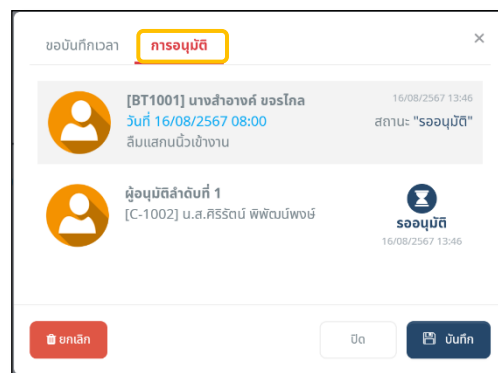 ขอบันทึกเวลา การอนุมัติ ×
[BT1001] นางสำอางค์ ขจรไกล 16/08/2567 13:46
วันที่ 16/08/2567 08:00 สถานะ "รออนุมัติ"
ลืมแสกนนิ้วเข้างาน
ผู้อนุมัติลำดับที่ 1
[C-1002] น.ส.ศิริรัตน์ พิพัฒน์พงษ์
รออนุมัติ
16/08/2567 13:46
ยกเลิก ปิด บันทึก